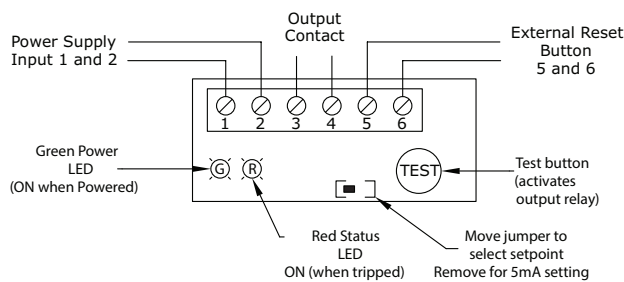 Power Supply
Input 1 and 2
Output
Contact
External Reset
Button
5 and 6
1 2 3 4 5 6
Green Power
LED
(ON when Powered)
G R
TEST
Test button
(activates
output relay)
Red Status
LED
ON (when tripped)
Move jumper to
select setpoint
Remove for 5mA setting